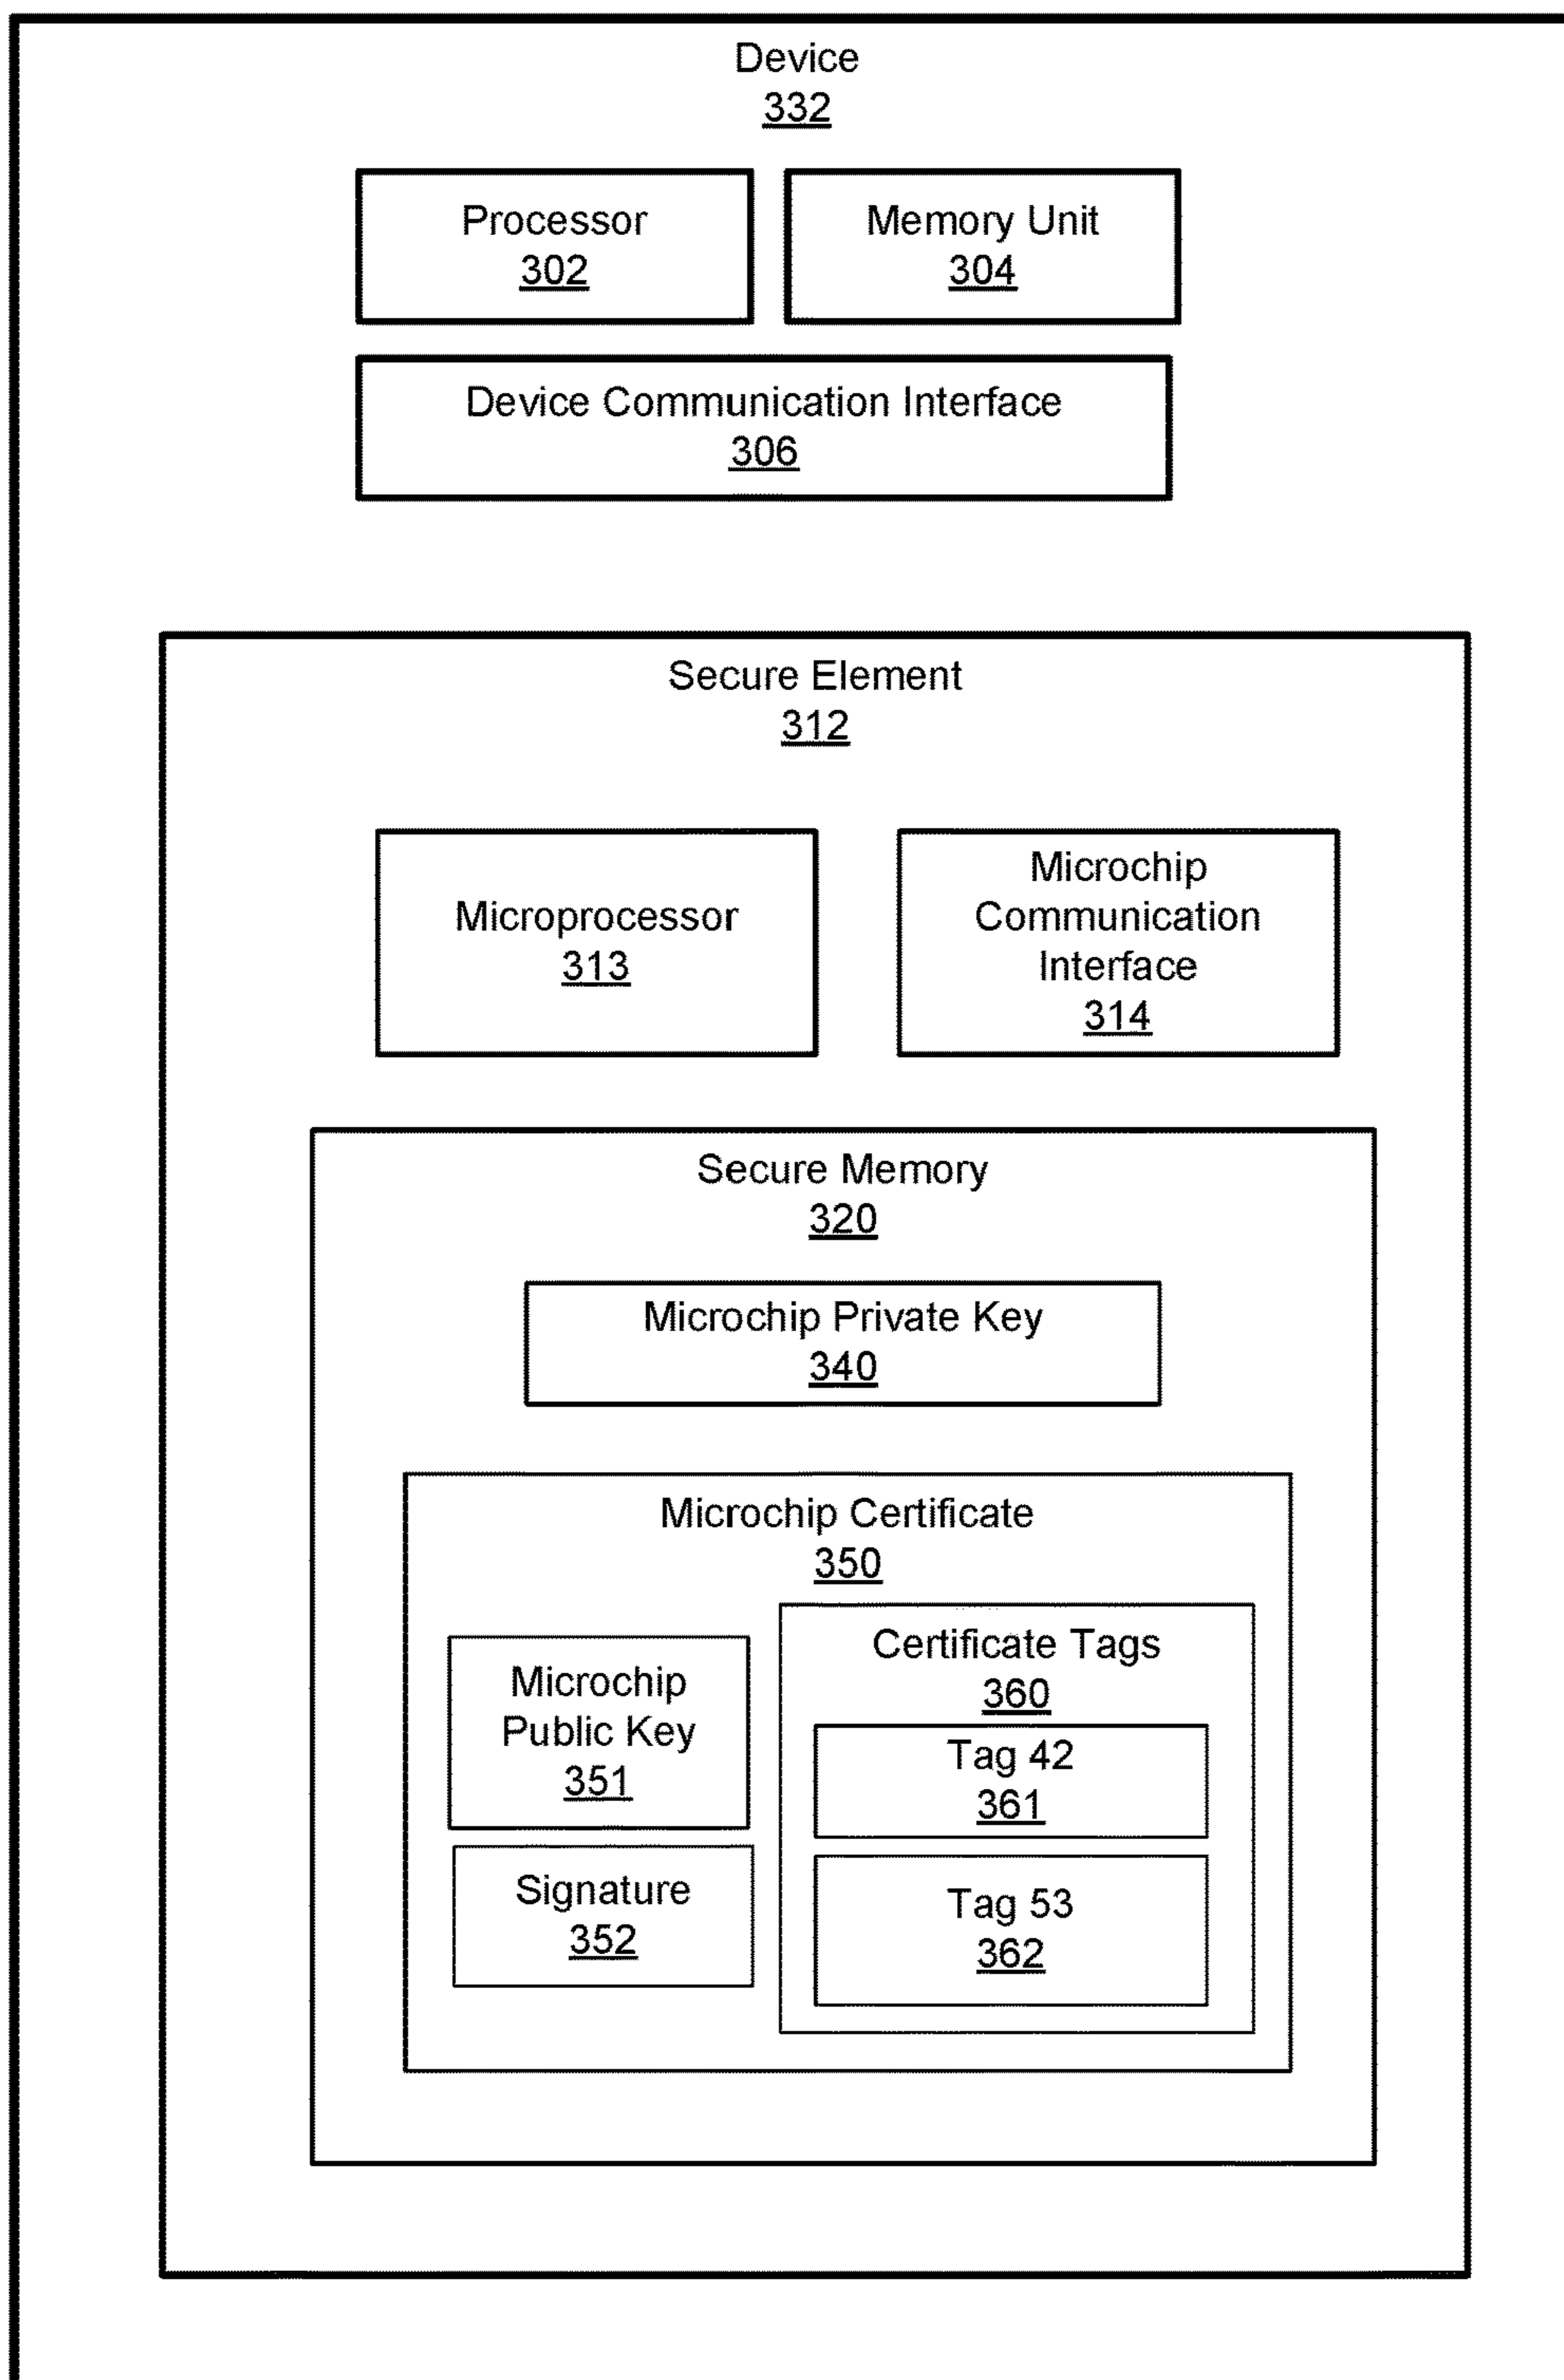 Device
332
Processor
302
Memory Unit
304
Device Communication Interface
306
Secure Element
312
Microprocessor
313
Microchip
Communication
Interface
314
Secure Memory
320
Microchip Private Key
340
Microchip Certificate
350
Microchip
Public Key
351
Signature
352
Certificate Tags
360
Tag 42
361
Tag 53
362